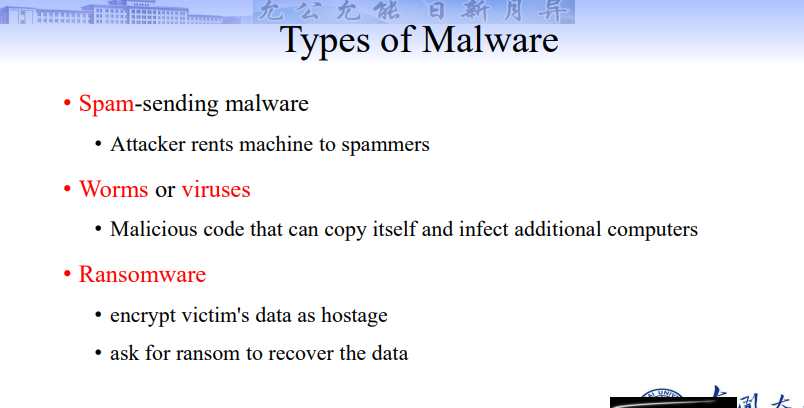 允公允能 日新月异
Types of Malware
• Spam-sending malware
• Attacker rents machine to spammers
• Worms or viruses
• Malicious code that can copy itself and infect additional computers
• Ransomware
• encrypt victim's data as hostage
• ask for ransom to recover the data